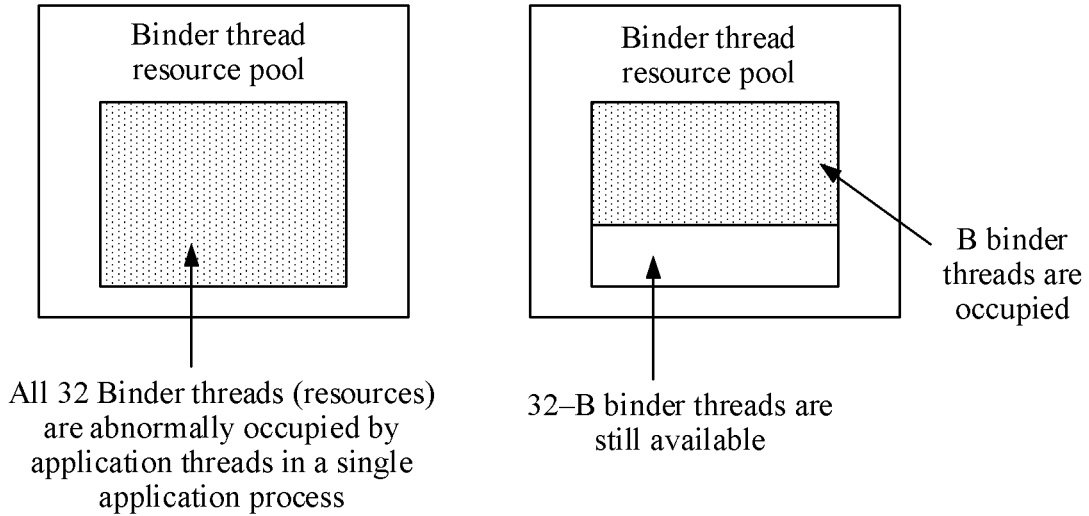 Binder thread
resource pool
All 32 Binder threads (resources)
are abnormally occupied by
application threads in a single
application process
Binder thread
resource pool
B binder
threads are
occupied
32–B binder threads are
still available